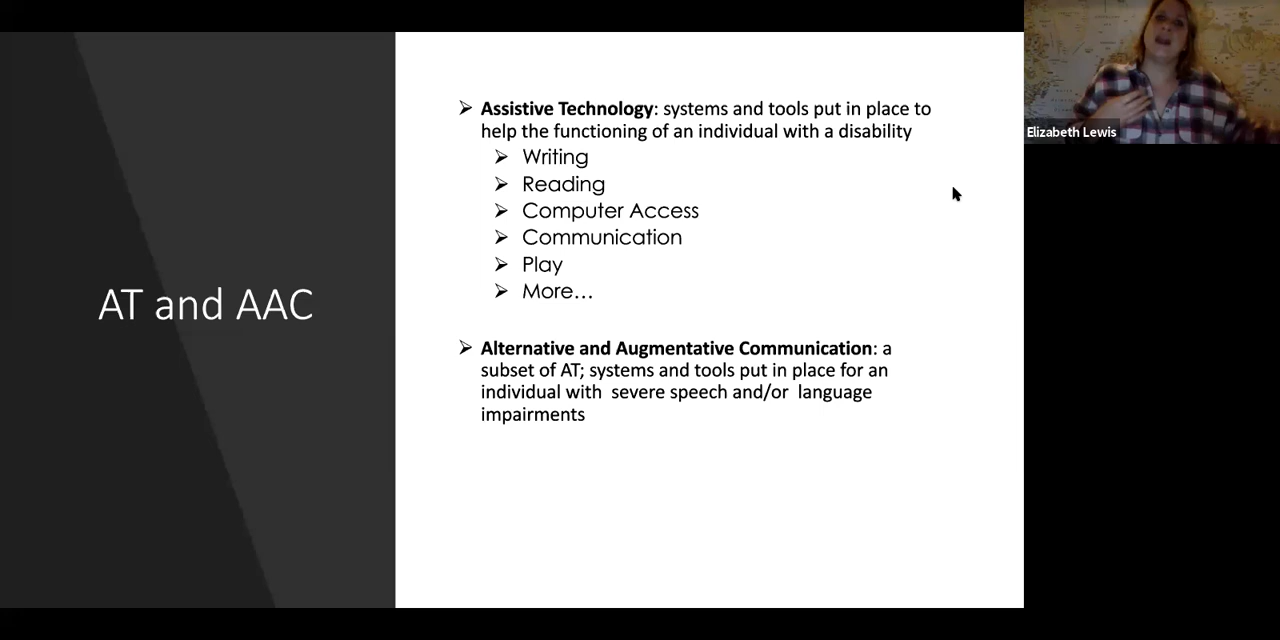 AT and AAC
➢ Assistive Technology: systems and tools put in place to
help the functioning of an individual with a disability
➢ Writing
➢ Reading
➢ Computer Access
➢ Communication
➢ Play
➢ More...
➢ Alternative and Augmentative Communication: a
subset of AT; systems and tools put in place for an
individual with severe speech and/or language
impairments
Elizabeth Lewis